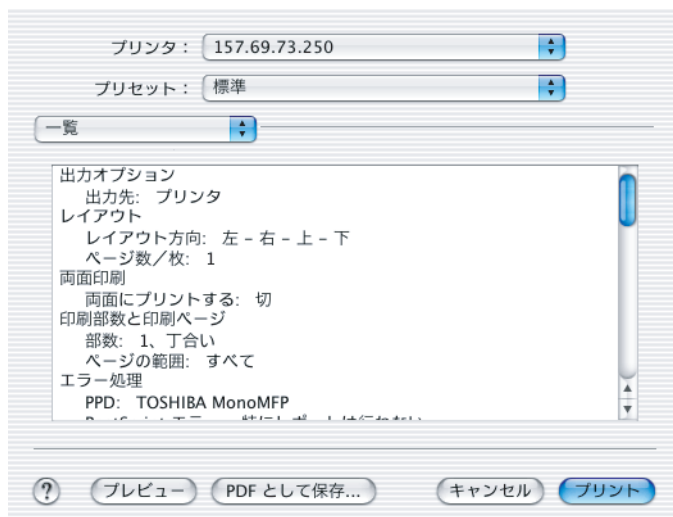 プリンタ： 157.69.73.250
プリセット： 標準
一覧
出力オプション
出力先: プリンタ
レイアウト
レイアウト方向: 左 – 右 – 上 – 下
ページ数／枚: 1
両面印刷
両面にプリントする: 切
印刷部数と印刷ページ
部数: 1、丁合い
ページの範囲: すべて
エラー処理
PPD: TOSHIBA MonoMFP
? プレビュー PDF として保存... キャンセル プリント